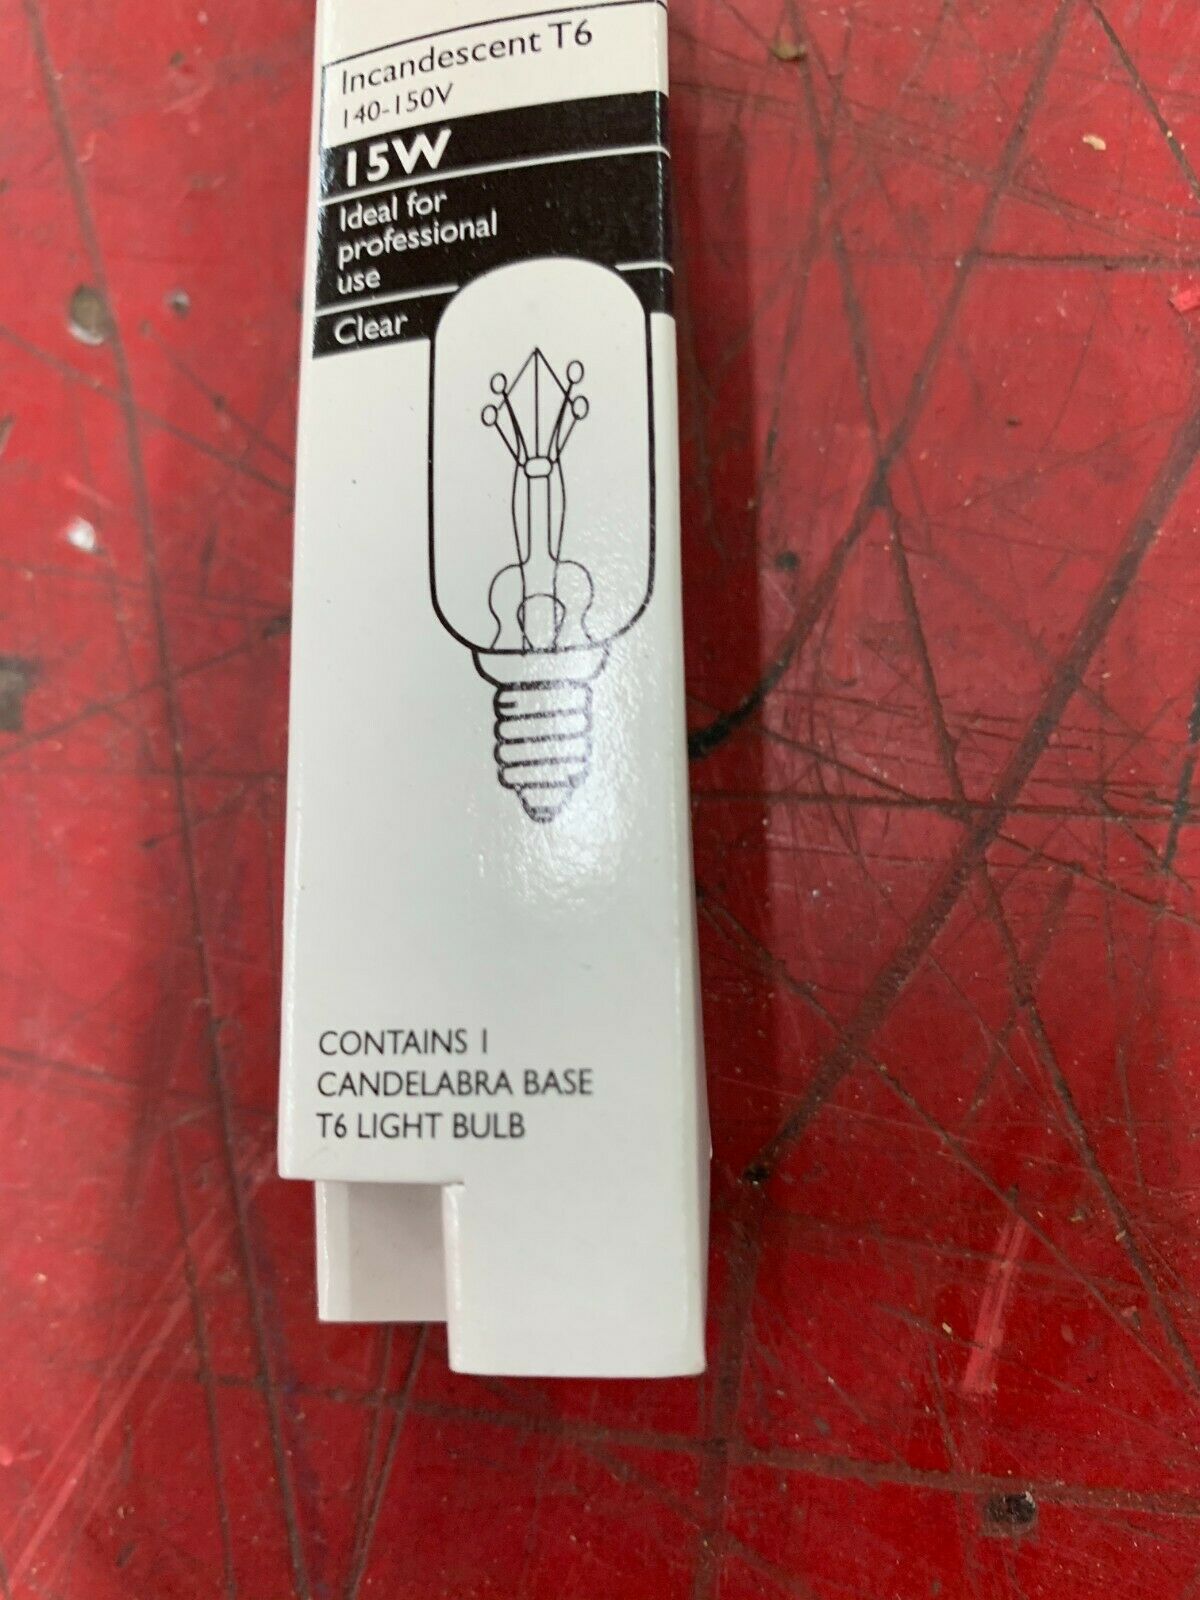 Incandescent T6
140-150V
15W
Ideal for
professional
use
Clear
CONTAINS 1
CANDELABRA BASE
T6 LIGHT BULB